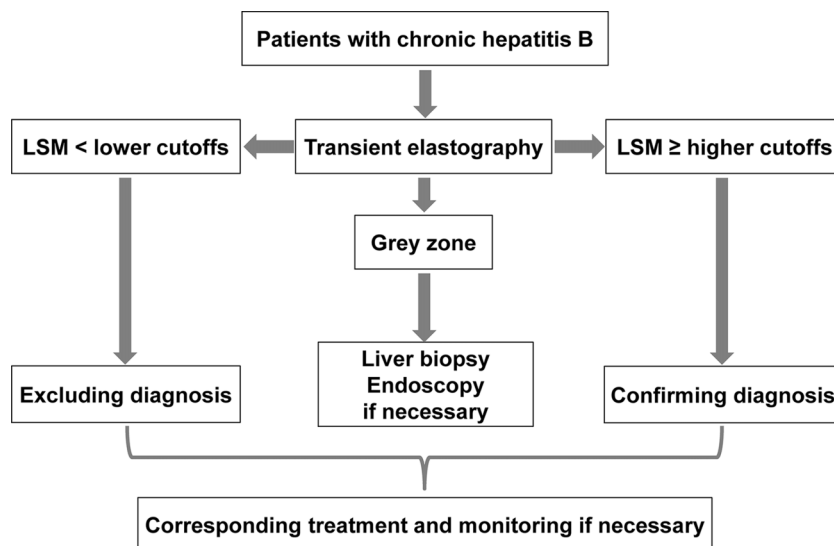 Patients with chronic hepatitis B
LSM < lower cutoffs
Transient elastography
LSM ≥ higher cutoffs
Grey zone
Liver biopsy
Endoscopy
if necessary
Excluding diagnosis
Confirming diagnosis
Corresponding treatment and monitoring if necessary